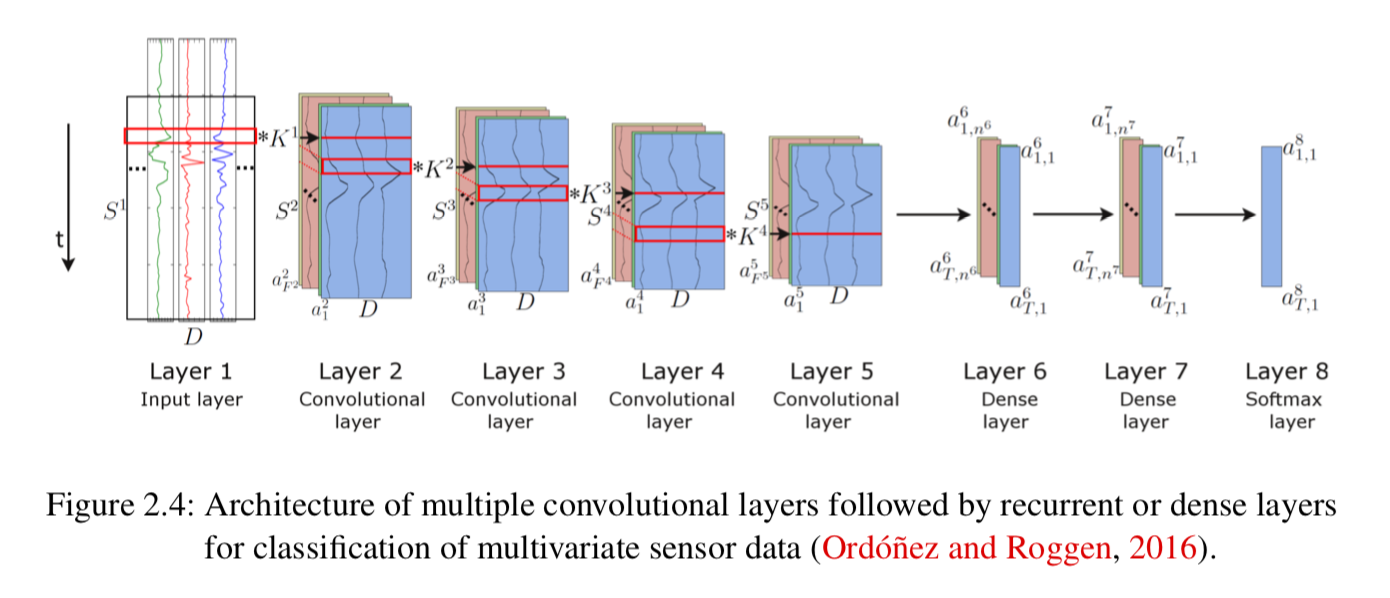 t
S^1
D
*K^1
S^2
a^2_{F^2}
a^2_1
D
*K^2
S^3
a^3_{F^3}
a^3_1
D
*K^3
S^4
a^4_{F^4}
a^4_1
D
*K^4
S^5
a^5_{F^5}
a^5_1
D
a^6_{1,n^6}
a^6_{1,1}
a^6_{T,n^6}
a^6_{T,1}
a^7_{1,n^7}
a^7_{1,1}
a^7_{T,n^7}
a^7_{T,1}
a^8_{1,1}
a^8_{T,1}
Layer 1
Input layer
Layer 2
Convolutional
layer
Layer 3
Convolutional
layer
Layer 4
Convolutional
layer
Layer 5
Convolutional
layer
Layer 6
Dense
layer
Layer 7
Dense
layer
Layer 8
Softmax
layer
Figure 2.4: Architecture of multiple convolutional layers followed by recurrent or dense layers
for classification of multivariate sensor data (Ordóñez and Roggen, 2016).